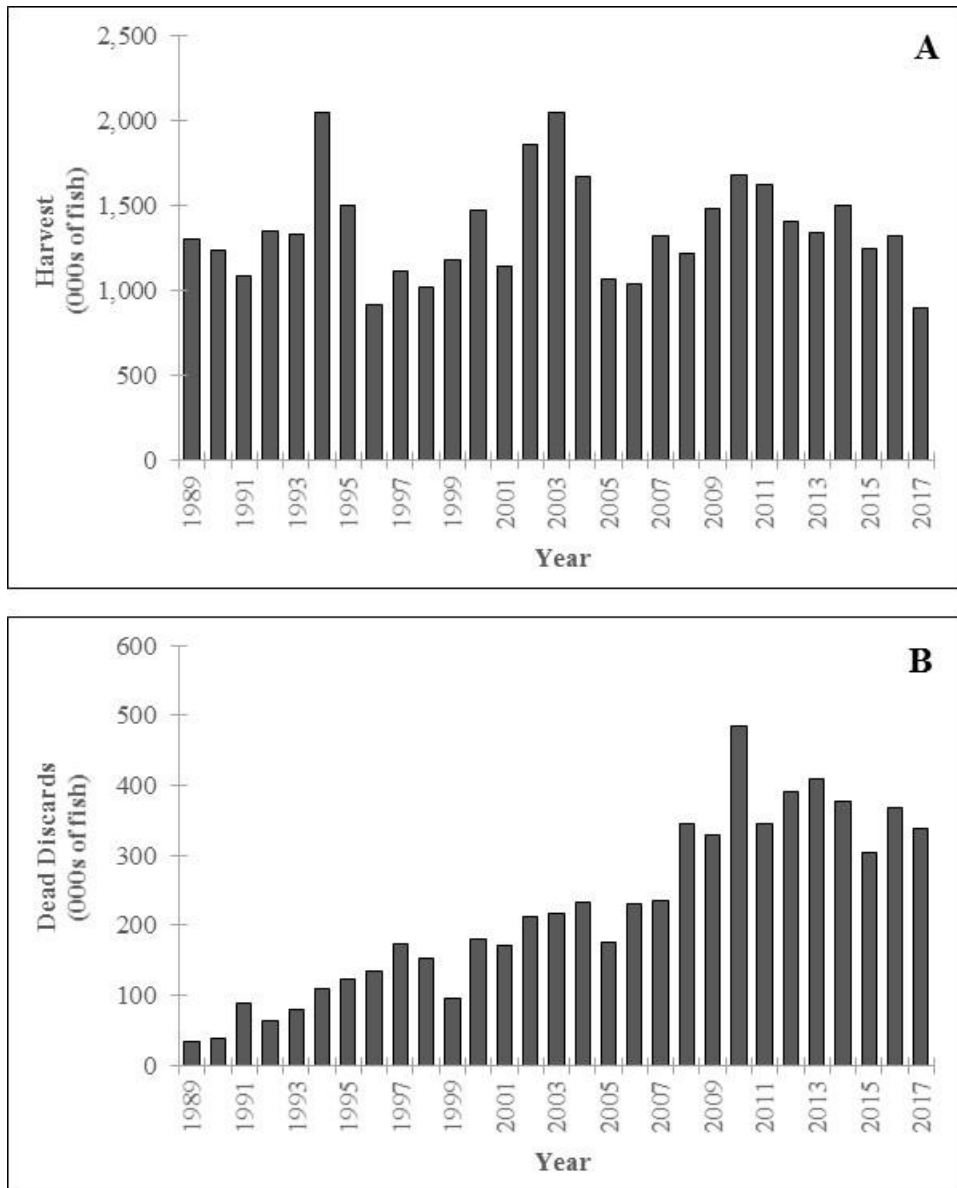 A
2,500
2,000
1,500
1,000
500
0
Harvest
(000s of fish)
1989 1991 1993 1995 1997 1999 2001 2003 2005 2007 2009 2011 2013 2015 2017
Year
B
600
500
400
300
200
100
0
Dead Discards
(000s of fish)
1989 1991 1993 1995 1997 1999 2001 2003 2005 2007 2009 2011 2013 2015 2017
Year